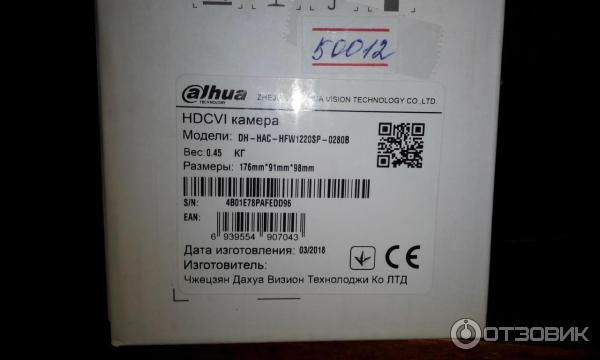 50012
alhua
TECHNOLOGY
VISION TECHNOLOGY CO.,LTD.
HDCVI камера
Модели: DH-HAC-HFW1220SP-0280B
Вес: 0.45 КГ
Размеры: 176mm*91mm*98mm
S/N: 4B01E78PAFEDD96
EAN:
6 939554 907043
Дата изготовления: 03/2018
Изготовитель:
Чжецзян Дахуа Визион Технолоджи Ко ЛТД
CE
ОТЗОВИК